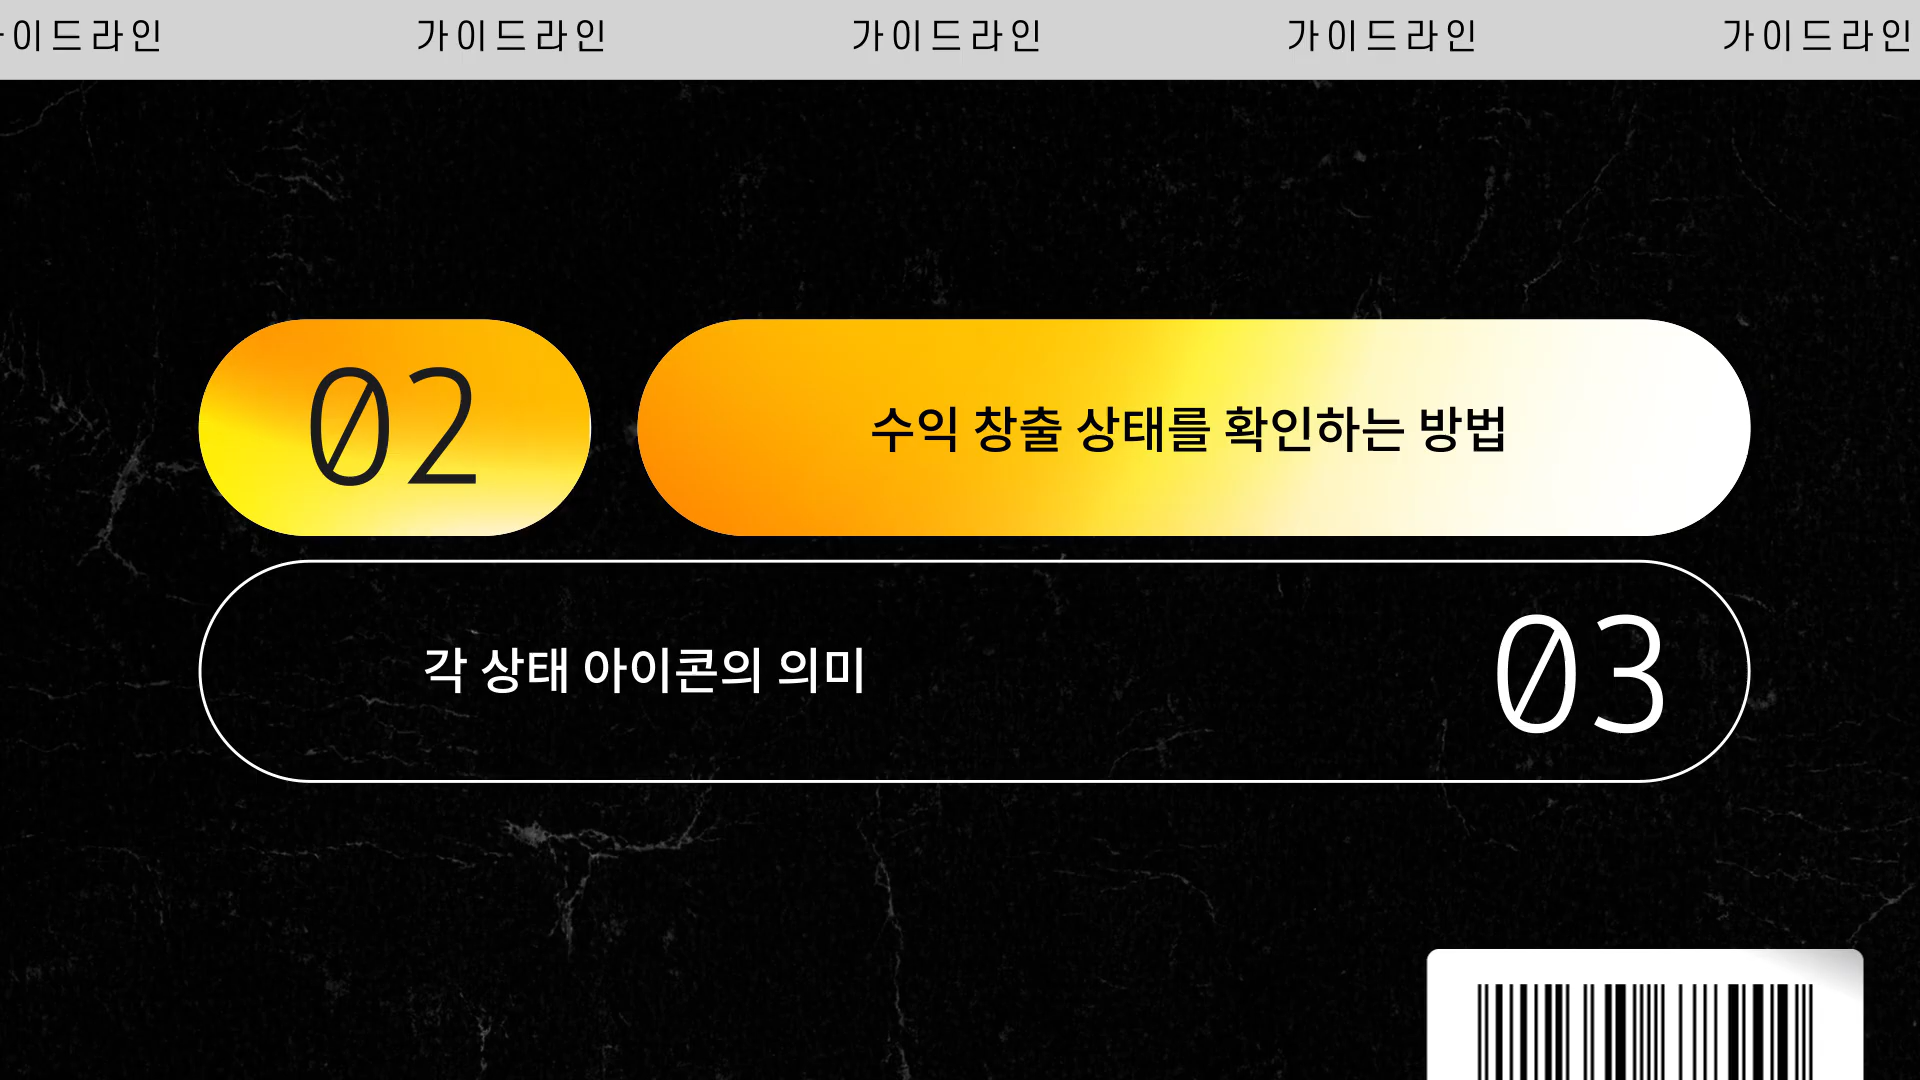 가이드라인 가이드라인 가이드라인 가이드라인 가이드라인
02 수익 창출 상태를 확인하는 방법
각 상태 아이콘의 의미 03